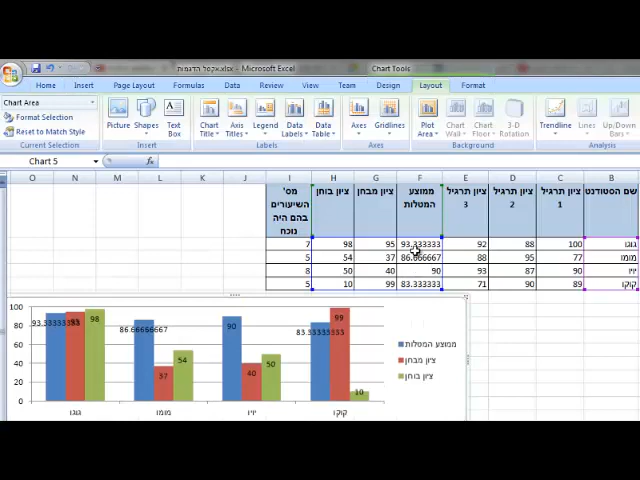 אקסל הדגמות.xlsx - Microsoft Excel
Chart Tools
Home Insert Page Layout Formulas Data Review View Team Design Layout Format
Chart Area
Format Selection
Reset to Match Style
Current Selection
Picture Shapes Text Box
Insert
Chart Title Axis Titles Legend Data Labels Data Table
Labels
Axes Gridlines
Axes
Plot Area Chart Wall Chart Floor 3-D Rotation
Background
Trendline Lines Up/Down Bars
Chart 5
fx
O N M L K J I H G F E D C B
שם הסטודנט ציון תרגיל 1 ציון תרגיל 2 ציון תרגיל 3 ממוצע המטלות ציון מבחן ציון בוחן מס' השיעורים בהם היה נוכח
גוגו 100 88 92 93.333333 95 98 7
מומו 77 95 88 86.666667 37 54 5
יויו 90 87 93 90 40 50 8
קוקו 89 90 71 83.333333 99 10 5
100
80
60
40
20
0
93.33333333 98
86.66666667 37 54
90 40 50
83.33333333 99 10
גוגו מומו יויו קוקו
ממוצע המטלות
ציון מבחן
ציון בוחן